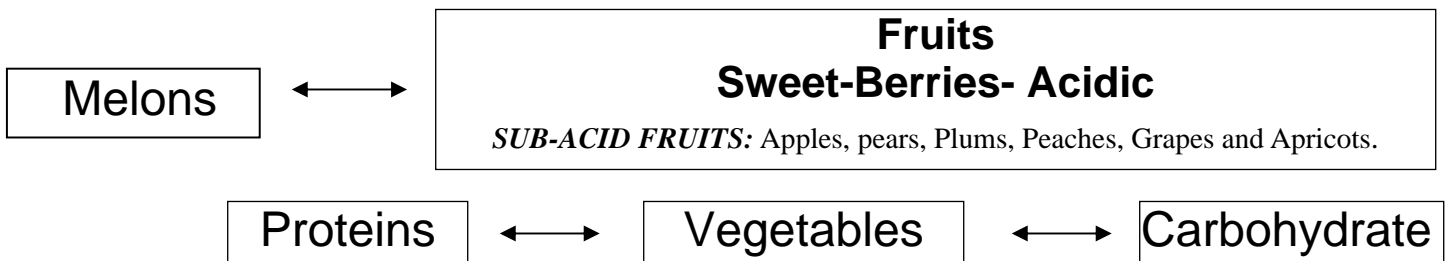 Fruits
Sweet-Berries- Acidic
Melons
SUB-ACID FRUITS: Apples, pears, Plums, Peaches, Grapes and Apricots.
Proteins
Vegetables
Carbohydrate